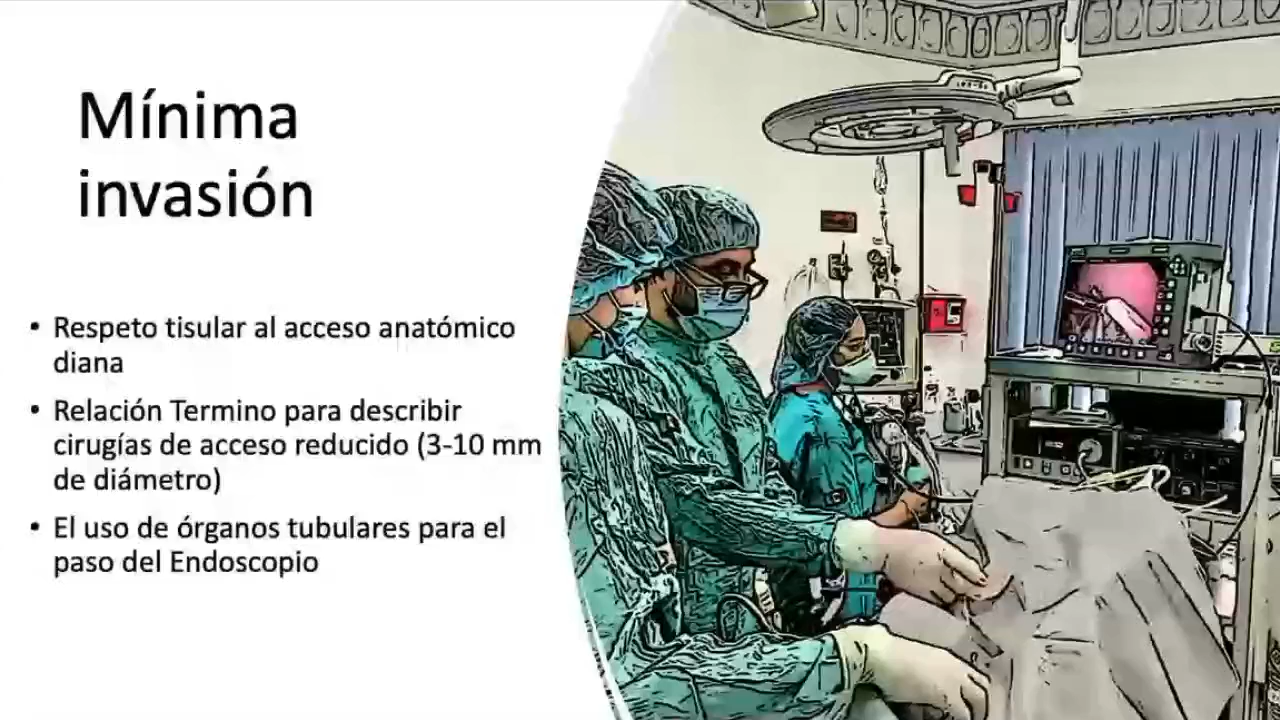 Mínima
invasión
• Respeto tisular al acceso anatómico
diana
• Relación Termino para describir
cirugías de acceso reducido (3-10 mm
de diámetro)
• El uso de órganos tubulares para el
paso del Endoscopio